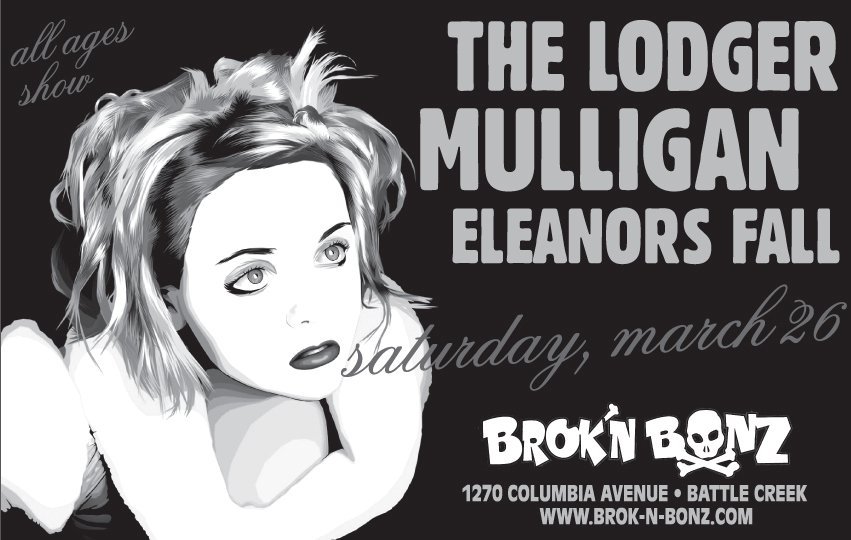 all ages
show
THE LODGER
MULLIGAN
ELEANORS FALL
saturday, march 26
BROK'N BONZ
1270 COLUMBIA AVENUE • BATTLE CREEK
WWW.BROK-N-BONZ.COM